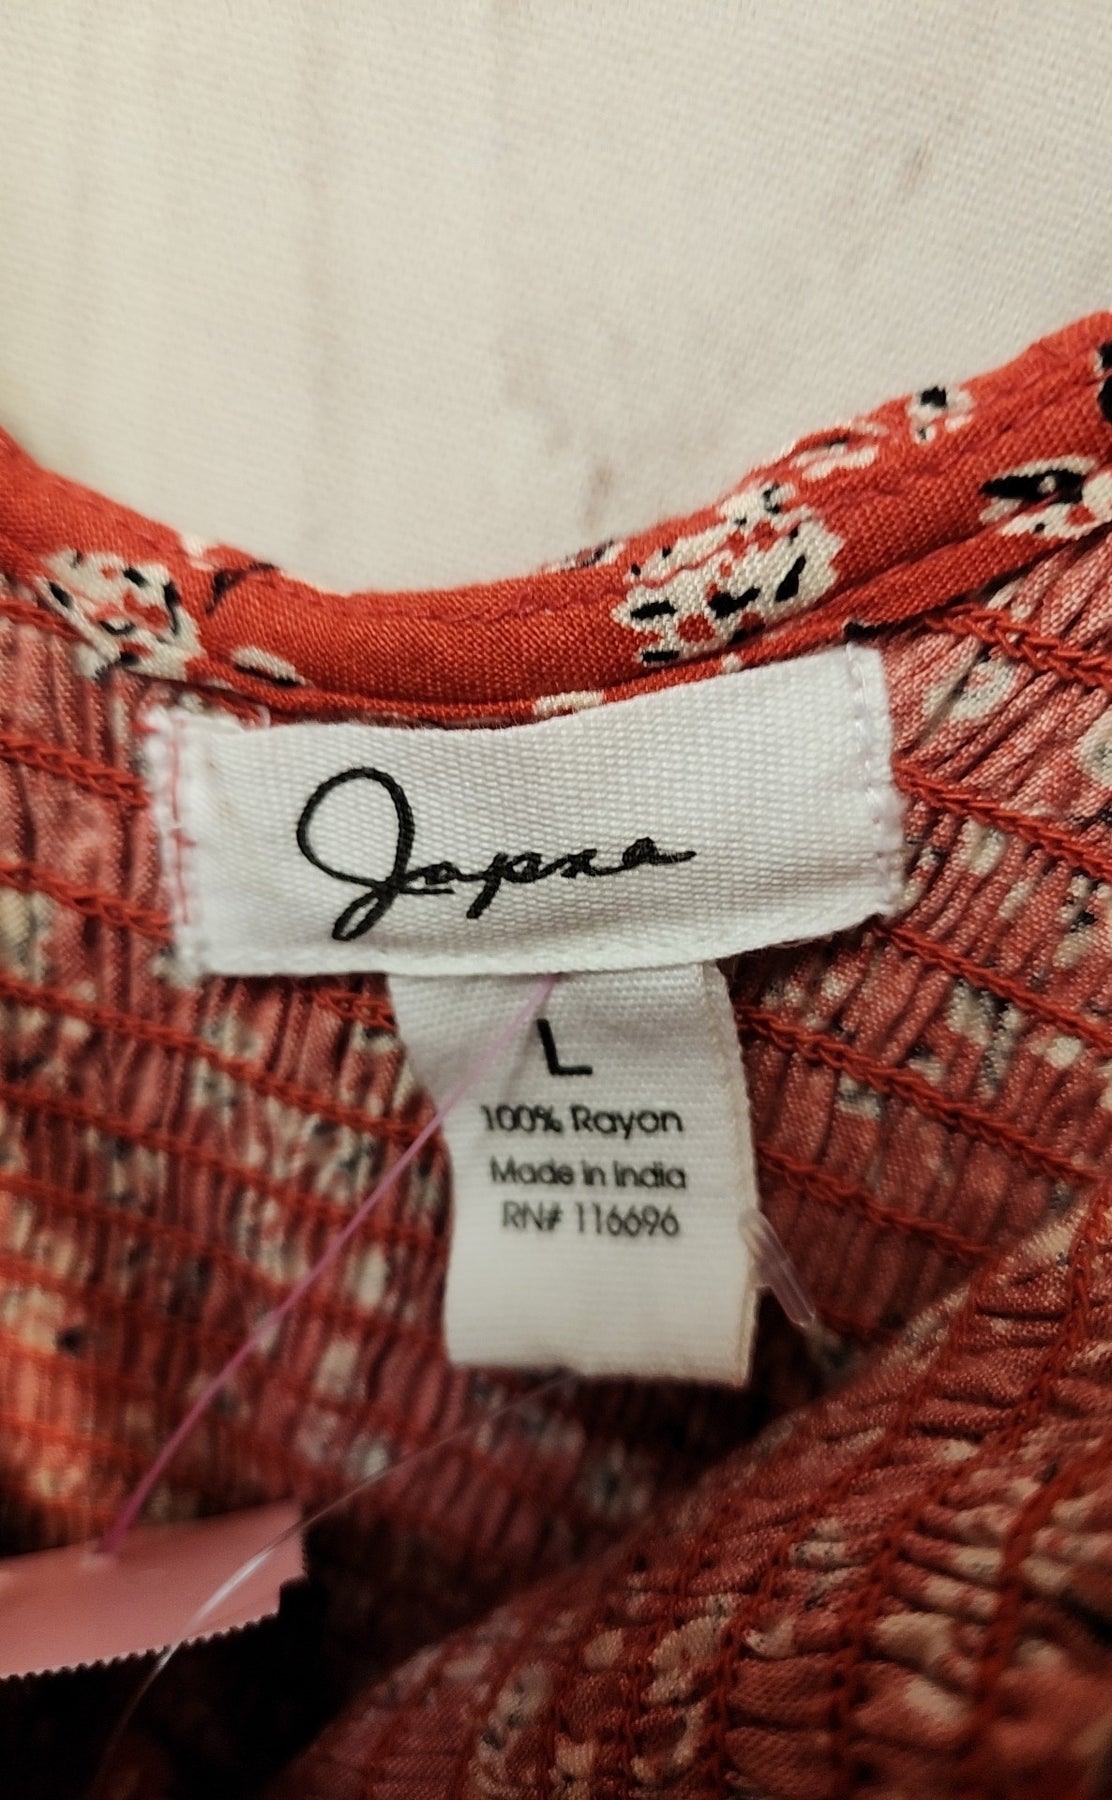 Japna
L
100% Rayon
Made in India
RN# 116696